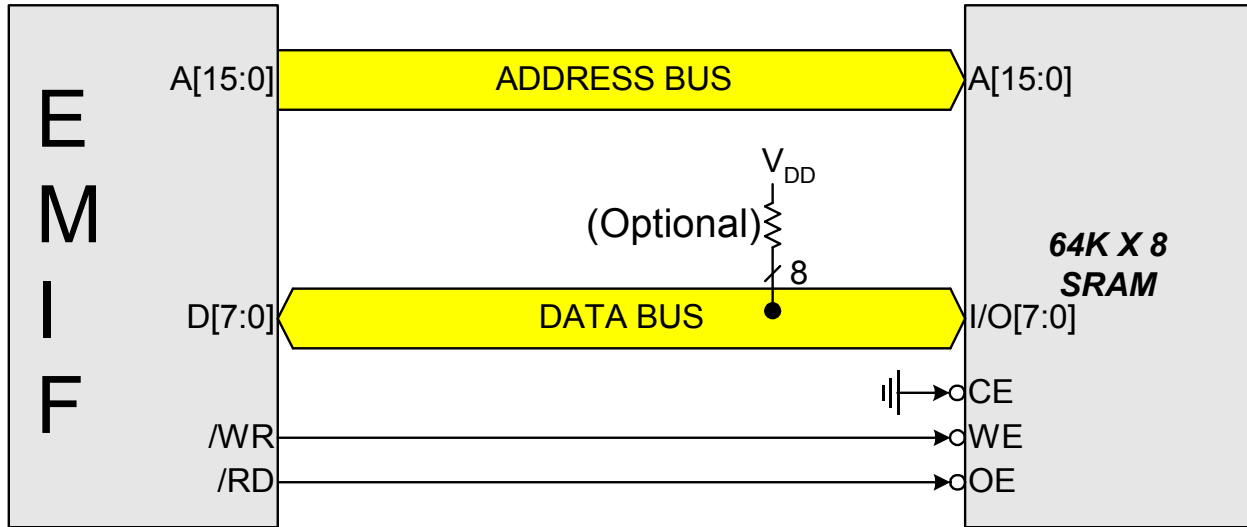 E
M
I
F
A[15:0]
ADDRESS BUS
A[15:0]
VDD
(Optional)
8
64K X 8
SRAM
D[7:0]
DATA BUS
I/O[7:0]
CE
/WR
WE
/RD
OE